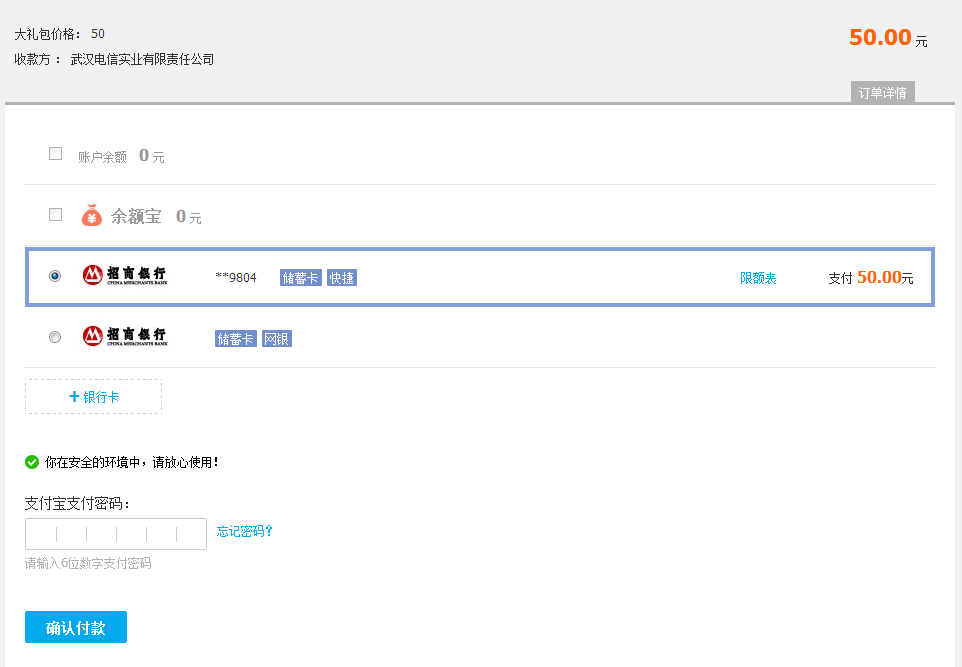 大礼包价格： 50
50.00 元
收款方 ： 武汉电信实业有限责任公司
订单详情
账户余额 0 元
余额宝 0 元
招商银行 CHINA MERCHANTS BANK **9804 储蓄卡 快捷 限额表 支付 50.00元
招商银行 CHINA MERCHANTS BANK 储蓄卡 网银
+ 银行卡
你在安全的环境中，请放心使用！
支付宝支付密码：
忘记密码？
请输入6位数字支付密码
确认付款